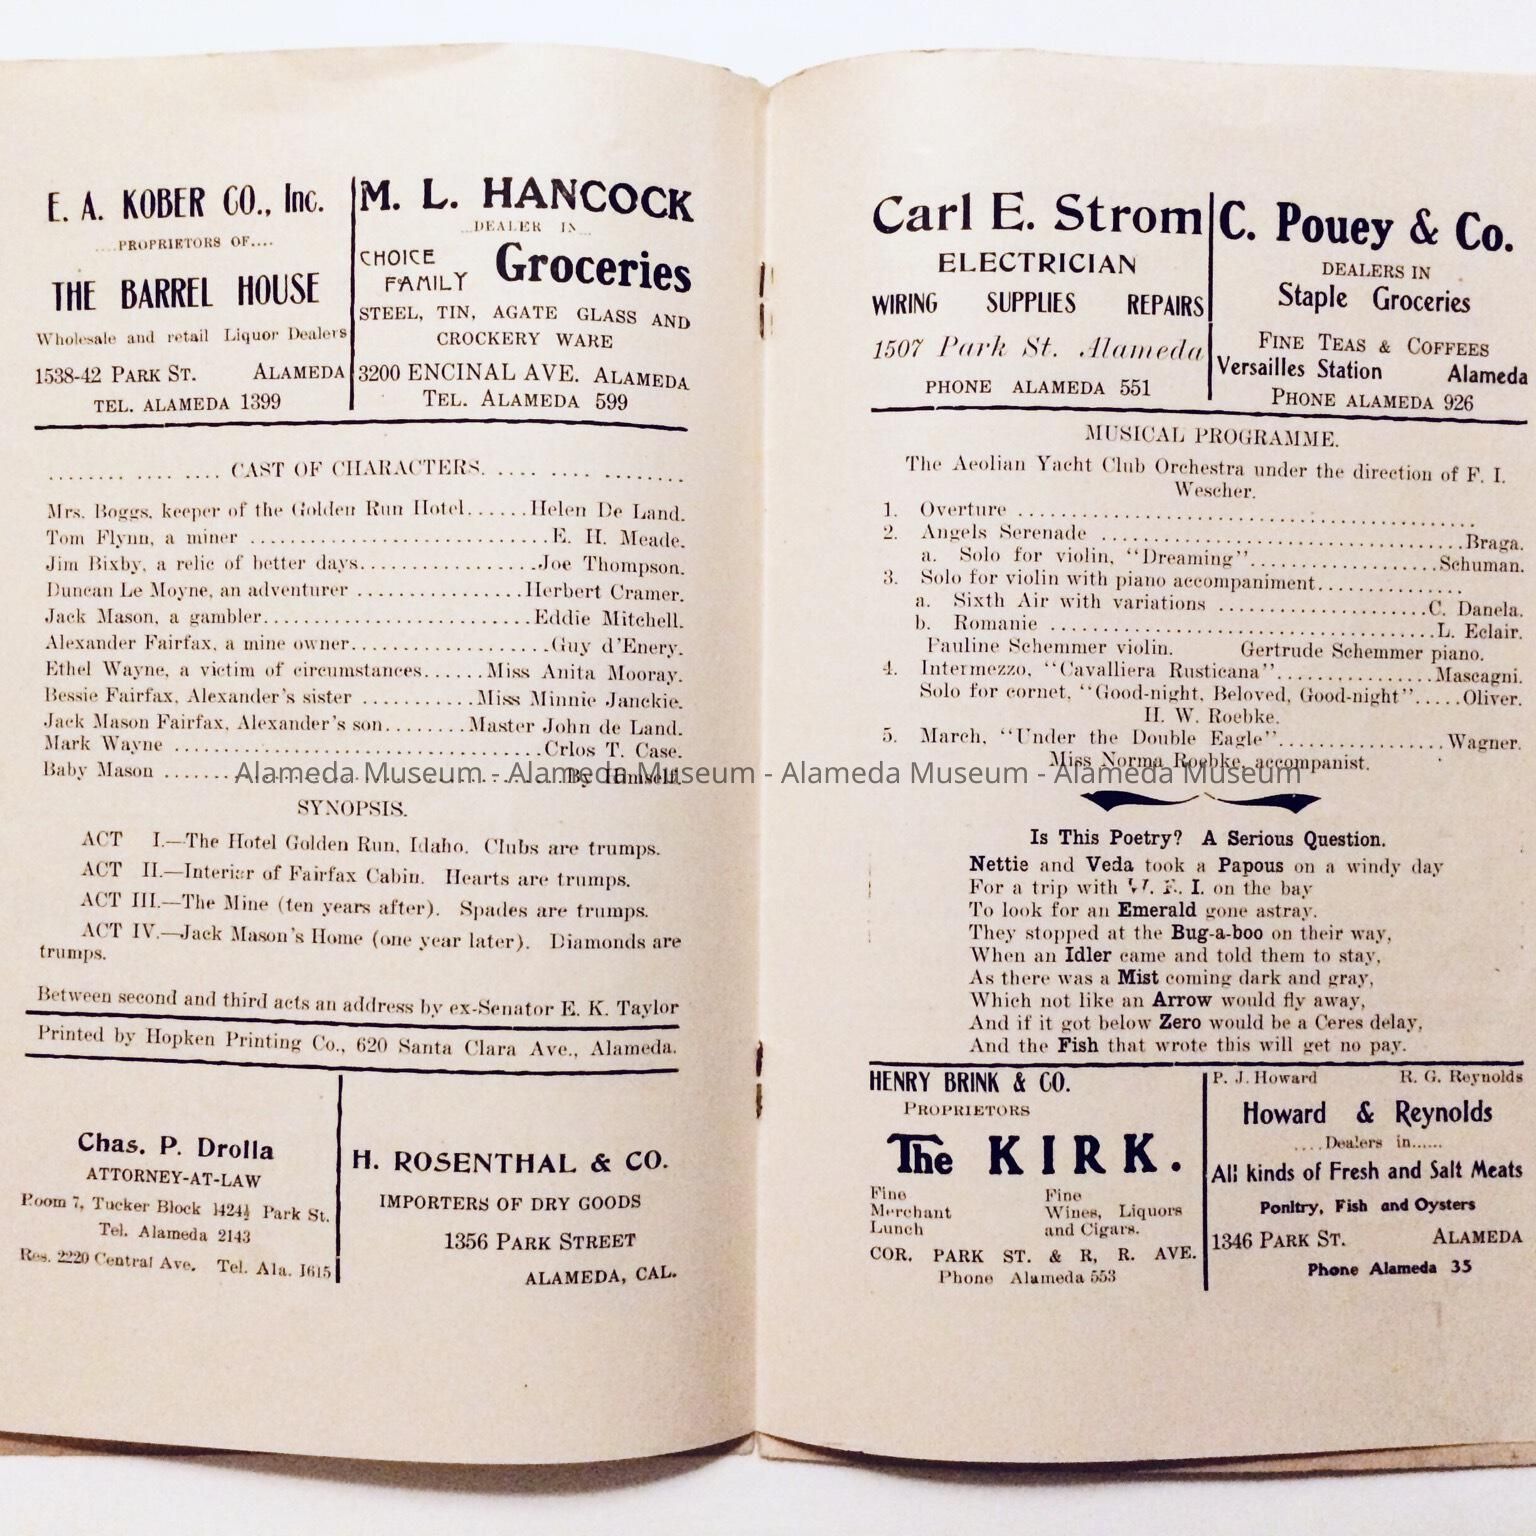 E. A. KOBER CO., Inc.
....PROPRIETORS OF....
THE BARREL HOUSE
Wholesale and retail Liquor Dealers
1538-42 PARK ST. ALAMEDA
TEL. ALAMEDA 1399
M. L. HANCOCK
...DEALER IN...
CHOICE FAMILY Groceries
STEEL, TIN, AGATE GLASS AND
CROCKERY WARE
3200 ENCINAL AVE. ALAMEDA
TEL. ALAMEDA 599
........ .... .... CAST OF CHARACTERS. .... .... .... ........
Mrs. Boggs, keeper of the Golden Run Hotel......Helen De Land.
Tom Flynn, a miner ............................E. H. Meade.
Jim Bixby, a relic of better days.................Joe Thompson.
Duncan Le Moyne, an adventurer ................Herbert Cramer.
Jack Mason, a gambler..........................Eddie Mitchell.
Alexander Fairfax, a mine owner...................Guy d'Enery.
Ethel Wayne, a victim of circumstances......Miss Anita Mooray.
Bessie Fairfax, Alexander's sister ...........Miss Minnie Janckie.
Jack Mason Fairfax, Alexander's son........Master John de Land.
Mark Wayne ...................................Crlos T. Case.
Baby Mason .....................................By Himself.
SYNOPSIS.
ACT I.—The Hotel Golden Run, Idaho. Clubs are trumps.
ACT II.—Interior of Fairfax Cabin. Hearts are trumps.
ACT III.—The Mine (ten years after). Spades are trumps.
ACT IV.—Jack Mason's Home (one year later). Diamonds are
trumps.
Between second and third acts an address by ex-Senator E. K. Taylor
Printed by Hopken Printing Co., 620 Santa Clara Ave., Alameda.
Chas. P. Drolla
ATTORNEY-AT-LAW
Room 7, Tucker Block 1424½ Park St.
Tel. Alameda 2143
Res. 2220 Central Ave. Tel. Ala. 1615
H. ROSENTHAL & CO.
IMPORTERS OF DRY GOODS
1356 PARK STREET
ALAMEDA, CAL.
Carl E. Strom
ELECTRICIAN
WIRING SUPPLIES REPAIRS
1507 Park St. Alameda
PHONE ALAMEDA 551
C. Pouey & Co.
DEALERS IN
Staple Groceries
FINE TEAS & COFFEES
Versailles Station Alameda
PHONE ALAMEDA 926
MUSICAL PROGRAMME.
The Aeolian Yacht Club Orchestra under the direction of F. I.
Wescher.
1. Overture ...............................................
2. Angels Serenade .....................................Braga.
a. Solo for violin, "Dreaming"...................Schuman.
3. Solo for violin with piano accompaniment...............
a. Sixth Air with variations .....................C. Danela.
b. Romanie .......................................L. Eclair.
Pauline Schemmer violin. Gertrude Schemmer piano.
4. Intermezzo, "Cavalliera Rusticana"...............Mascagni.
Solo for cornet, "Good-night, Beloved, Good-night".....Oliver.
H. W. Roebke.
5. March, "Under the Double Eagle"................Wagner.
Miss Norma Roebke, accompanist.
Alameda Museum - Alameda Museum - Alameda Museum - Alameda Museum
Is This Poetry? A Serious Question.
Nettie and Veda took a Papous on a windy day
For a trip with I. on the bay
To look for an Emerald gone astray.
They stopped at the Bug-a-boo on their way,
When an Idler came and told them to stay,
As there was a Mist coming dark and gray,
Which not like an Arrow would fly away,
And if it got below Zero would be a Ceres delay,
And the Fish that wrote this will get no pay.
HENRY BRINK & CO.
PROPRIETORS
The KIRK.
Fine Merchant Lunch
Fine Wines, Liquors and Cigars.
COR. PARK ST. & R, R. AVE.
Phone Alameda 553
P. J. Howard R. G. Reynolds
Howard & Reynolds
....Dealers in......
All kinds of Fresh and Salt Meats
Ponltry, Fish and Oysters
1346 PARK ST. ALAMEDA
Phone Alameda 35